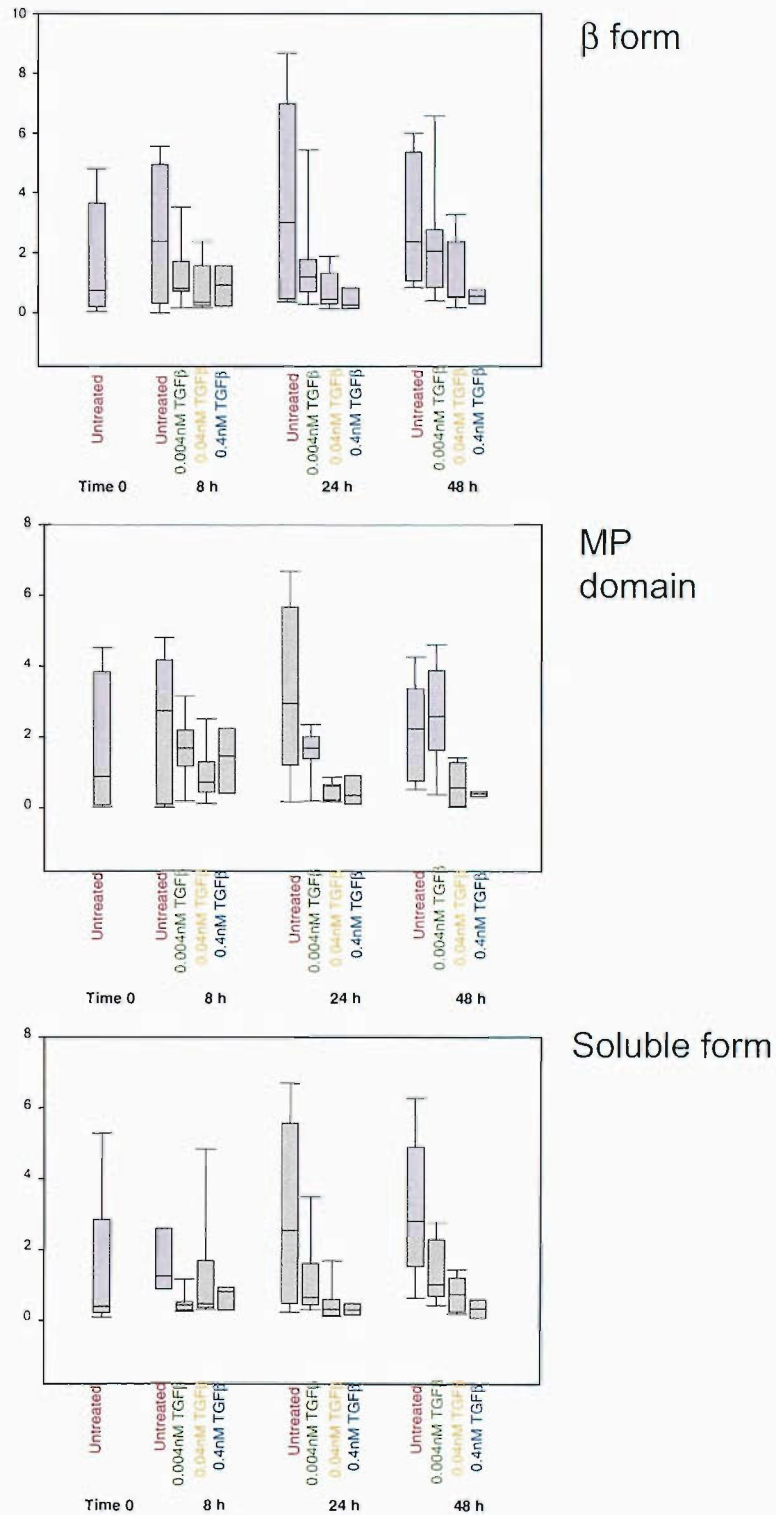 β form
10
8
6
4
2
0
Untreated
Untreated
0.004nM TGFβ
0.04nM TGFβ
0.4nM TGFβ
Untreated
0.004nM TGFβ
0.04nM TGFβ
0.4nM TGFβ
Untreated
0.004nM TGFβ
0.04nM TGFβ
0.4nM TGFβ
Time 0 8 h 24 h 48 h
MP
domain
8
6
4
2
0
Untreated
Untreated
0.004nM TGFβ
0.04nM TGFβ
0.4nM TGFβ
Untreated
0.004nM TGFβ
0.04nM TGFβ
0.4nM TGFβ
Untreated
0.004nM TGFβ
0.04nM TGFβ
0.4nM TGFβ
Time 0 8 h 24 h 48 h
Soluble form
8
6
4
2
0
Untreated
Untreated
0.004nM TGFβ
0.04nM TGFβ
0.4nM TGFβ
Untreated
0.004nM TGFβ
0.04nM TGFβ
0.4nM TGFβ
Untreated
0.004nM TGFβ
0.04nM TGFβ
0.4nM TGFβ
Time 0 8 h 24 h 48 h